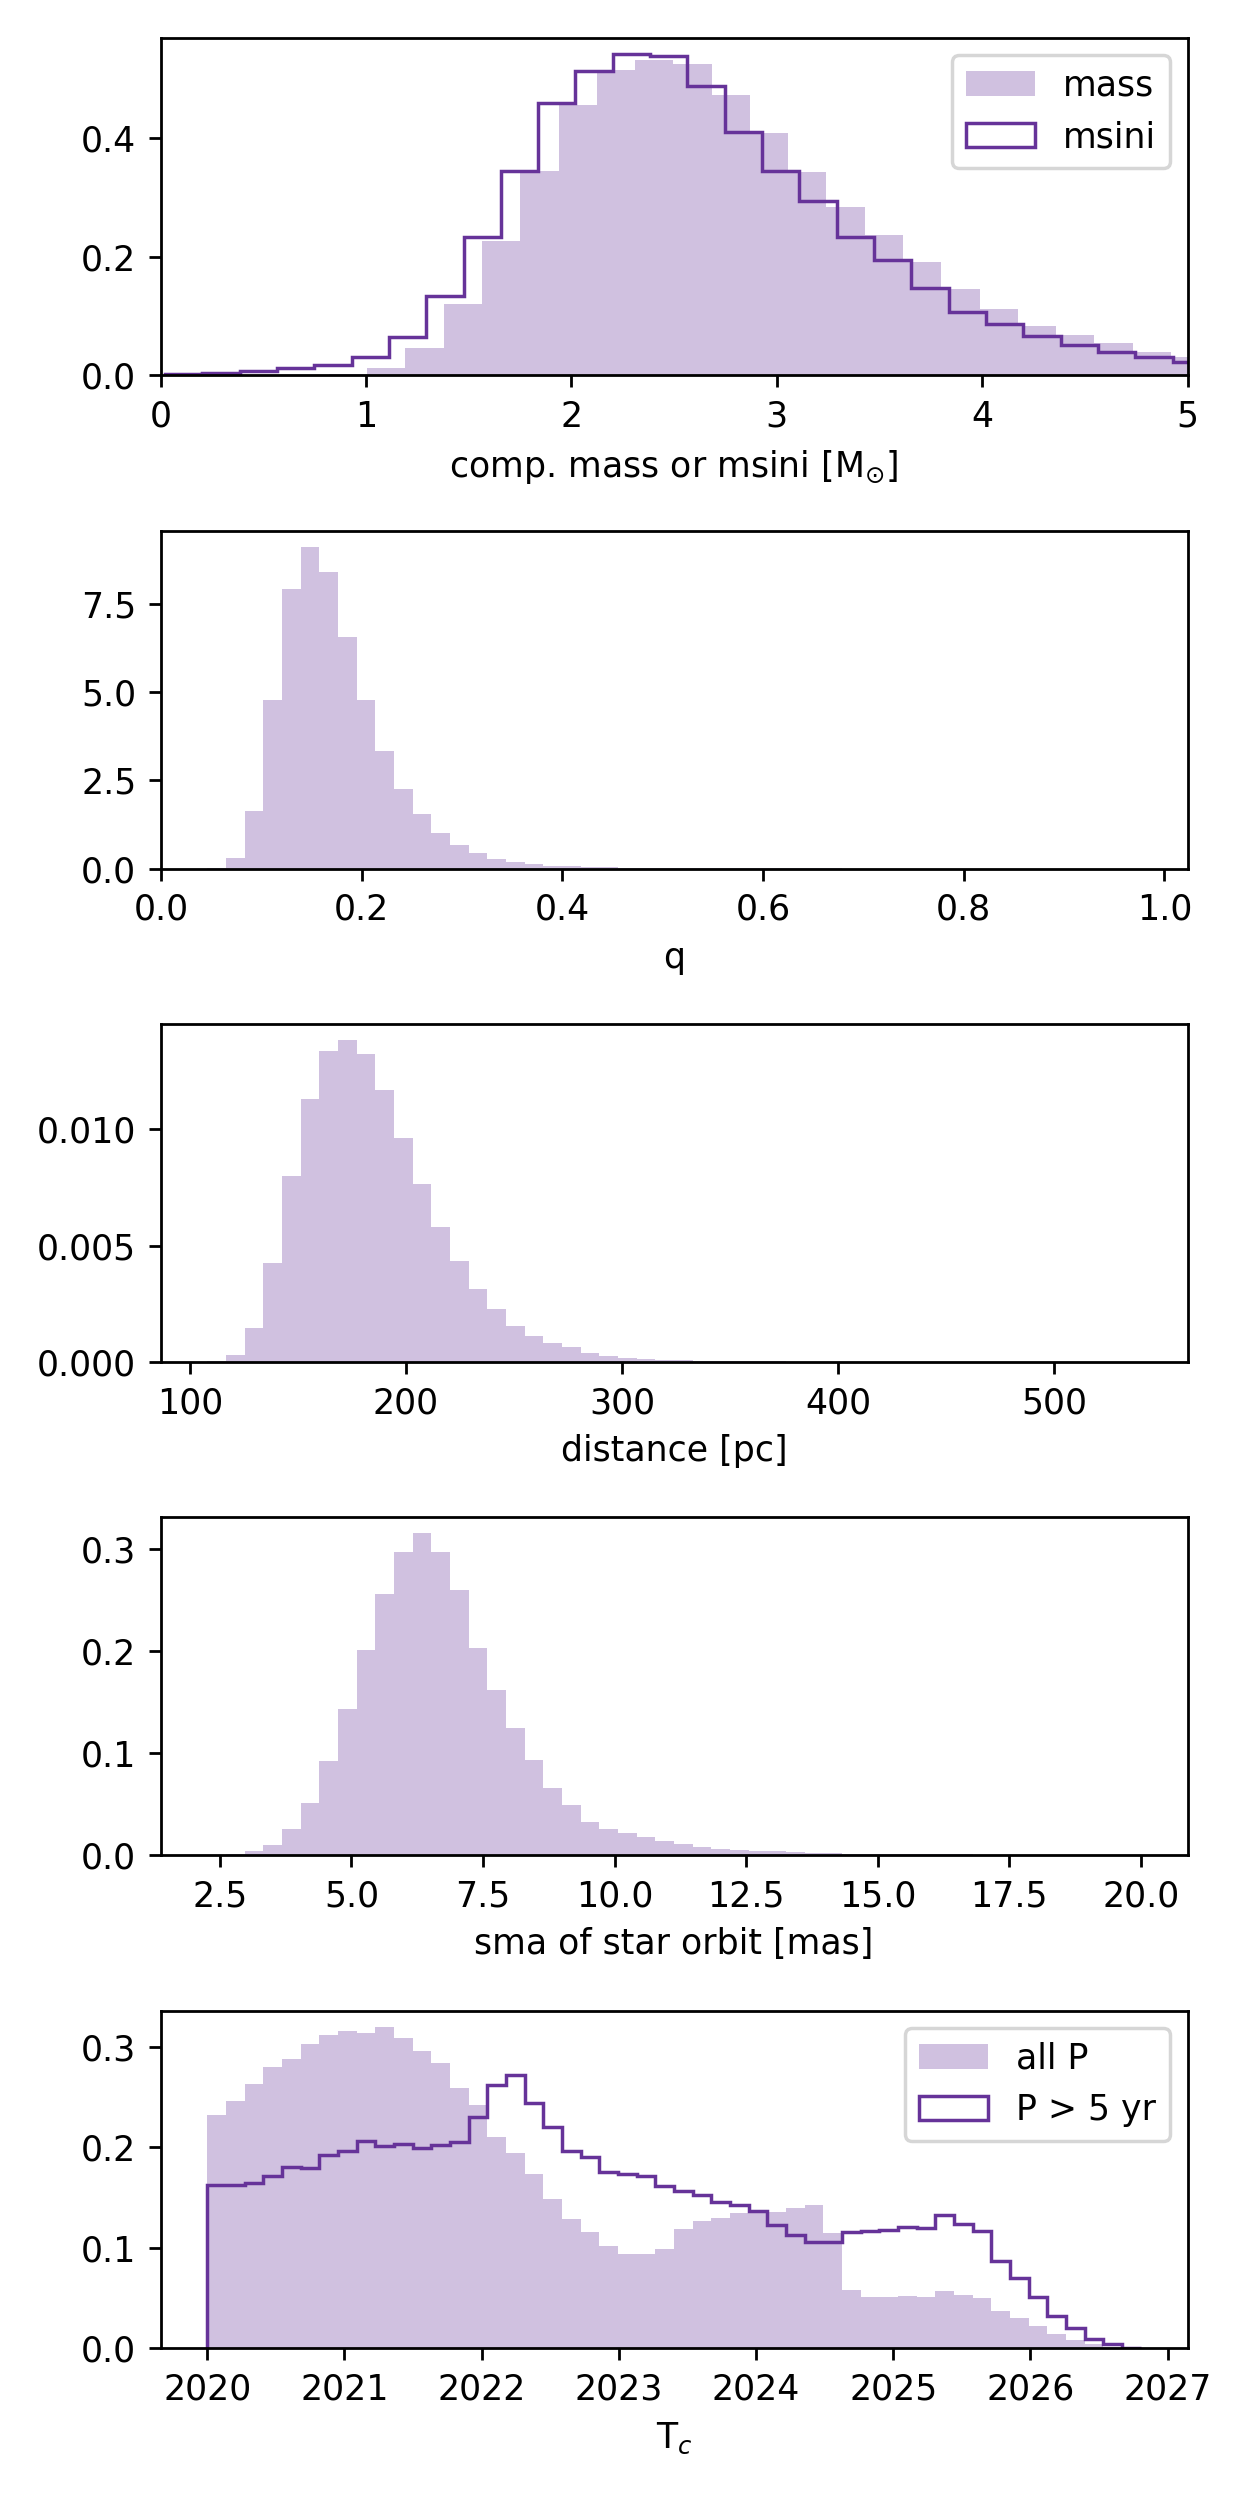 mass
msini
0.4
0.2
0.0
0 1 2 3 4 5
comp. mass or msini [M☉]
7.5
5.0
2.5
0.0
0.0 0.2 0.4 0.6 0.8 1.0
q
0.010
0.005
0.000
100 200 300 400 500
distance [pc]
0.3
0.2
0.1
0.0
2.5 5.0 7.5 10.0 12.5 15.0 17.5 20.0
sma of star orbit [mas]
all P
P > 5 yr
0.3
0.2
0.1
0.0
2020 2021 2022 2023 2024 2025 2026 2027
Tc